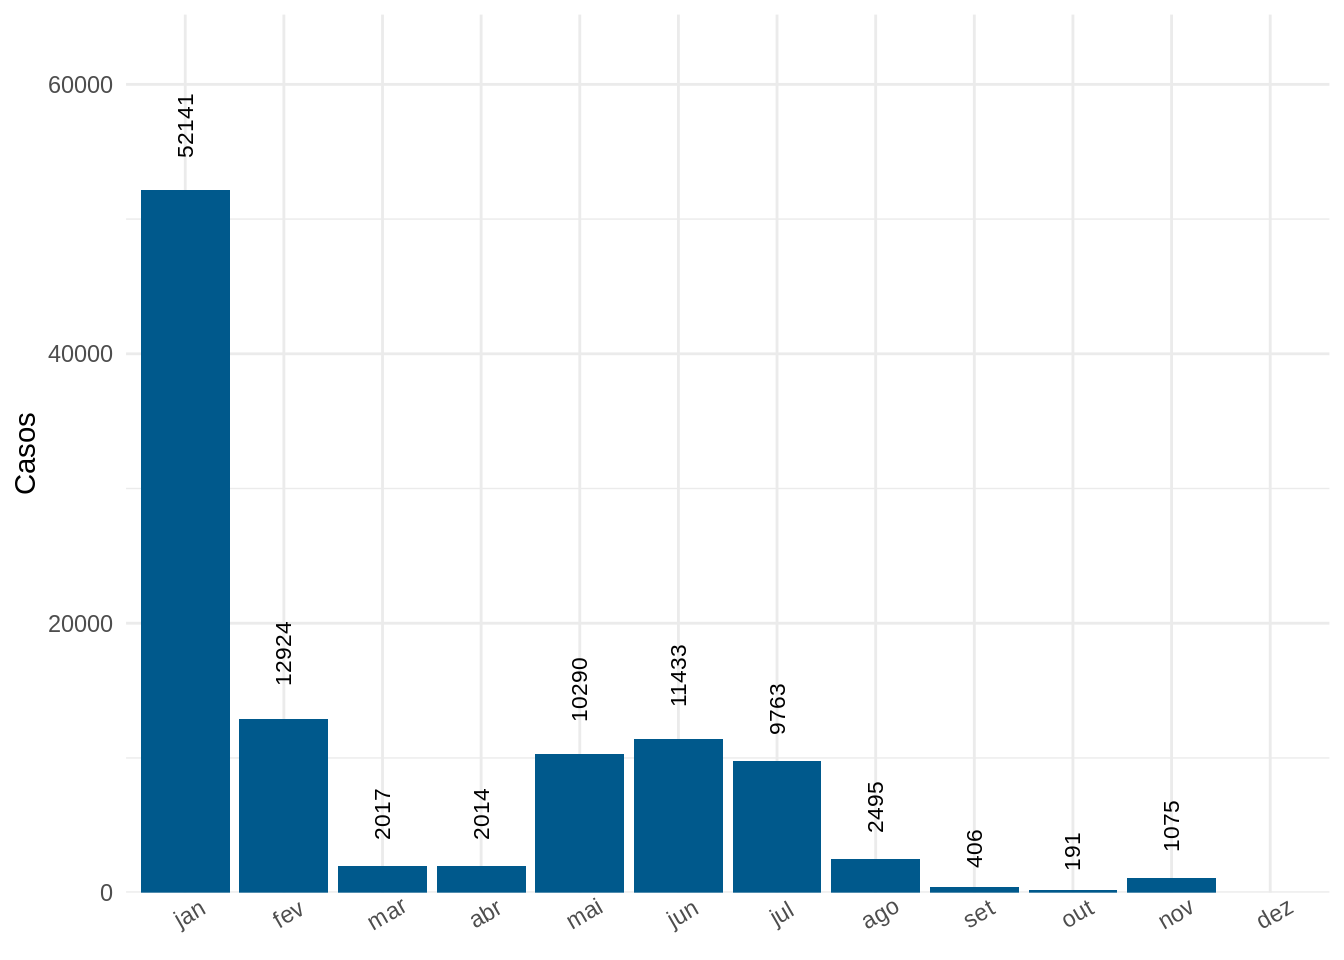 Casos
60000
40000
20000
0
52141
12924
2017
2014
10290
11433
9763
2495
406
191
1075
jan
fev
mar
abr
mai
jun
jul
ago
set
out
nov
dez